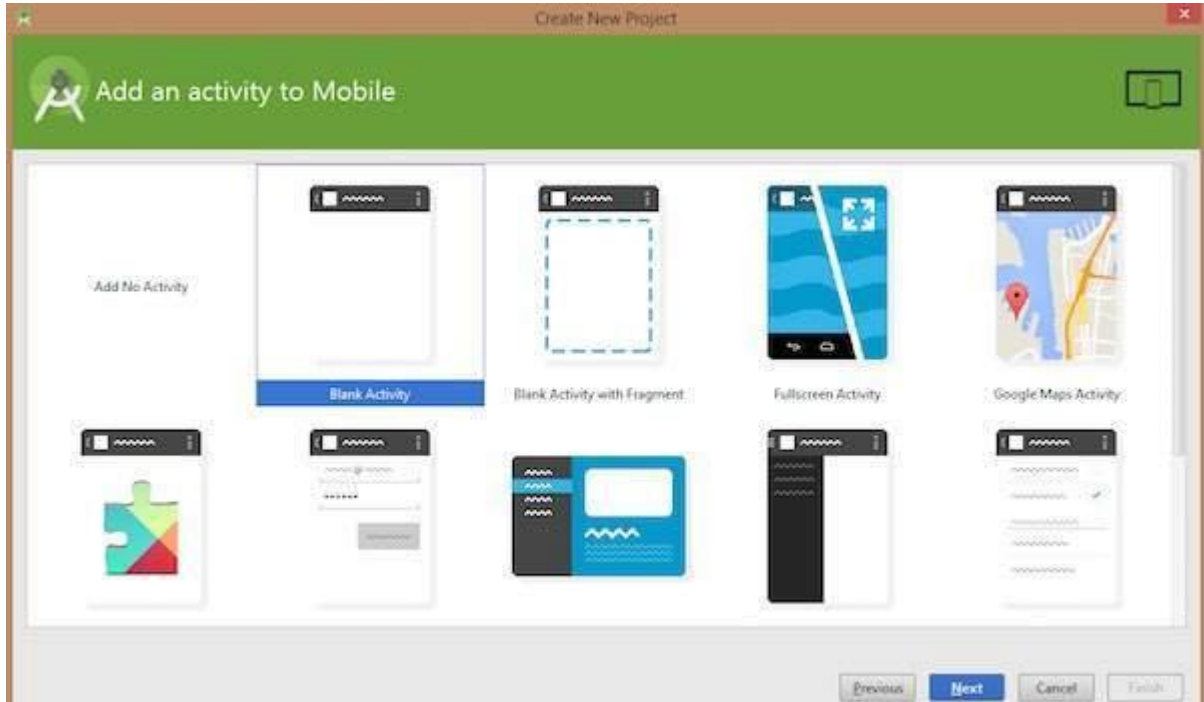 Create New Project
Add an activity to Mobile
Add No Activity
Blank Activity
Blank Activity with Fragment
Fullscreen Activity
Google Maps Activity
Previous
Next
Cancel
Finish